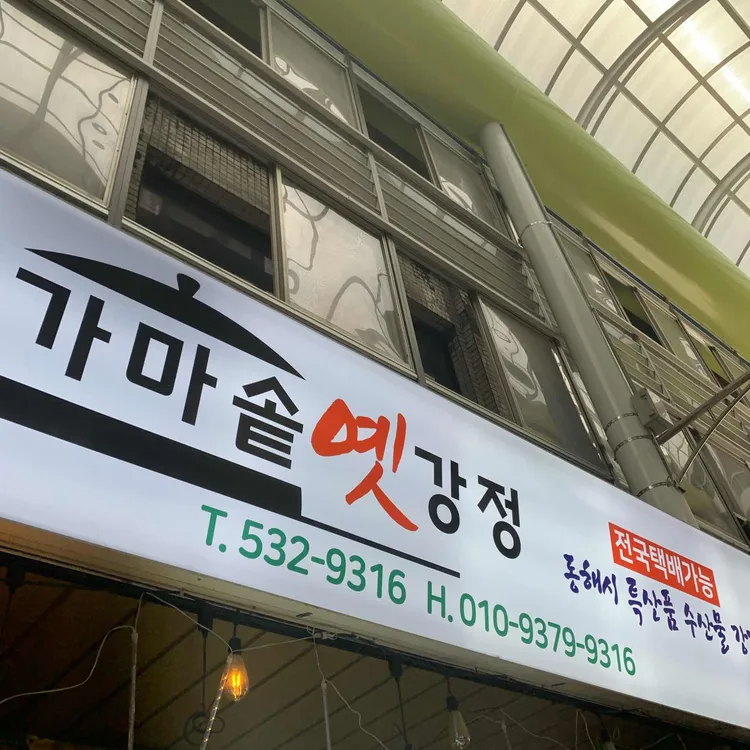 가마솥옛강정
T. 532-9316 H. 010-9379-9316
전국택배가능
동해시 특산품 수산물